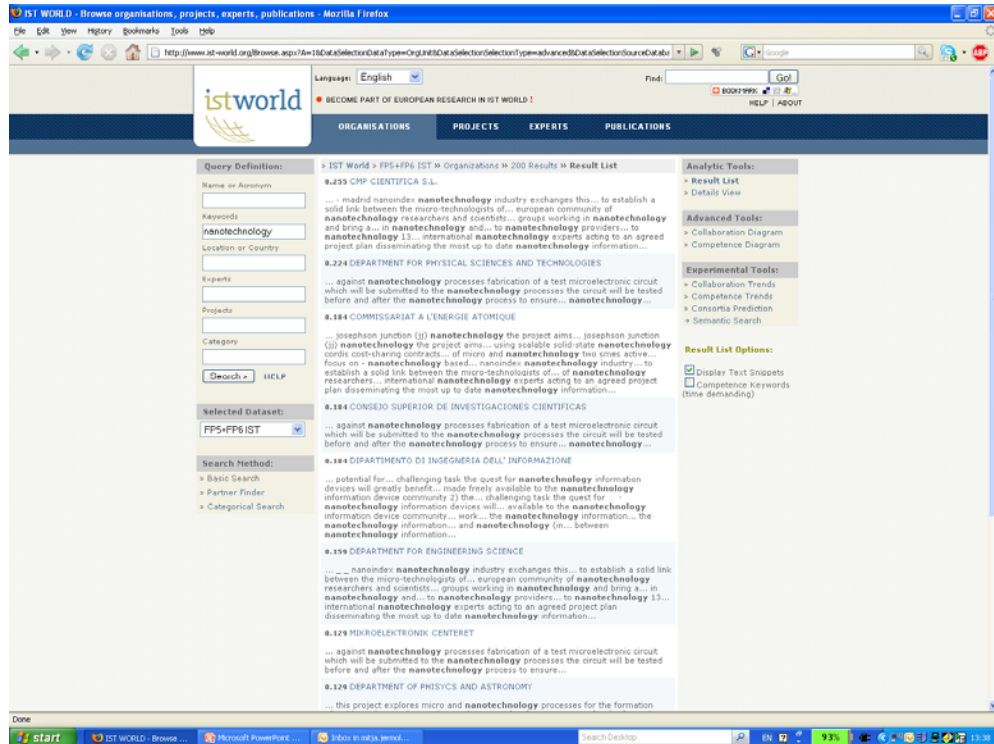 IST WORLD - Browse organisations, projects, experts, publications - Mozilla Firefox
File Edit View History Bookmarks Tools Help
http://www.ist-world.org/Browse.aspx?A=1&DataSelectionDataType=OrgUnit&DataSelectionSelectionType=advanced&DataSelectionSourceDataba
Google
istworld
Language: English
Find: Go!
BOOKMARK
BECOME PART OF EUROPEAN RESEARCH IN IST WORLD !
HELP | ABOUT
ORGANISATIONS PROJECTS EXPERTS PUBLICATIONS
Query Definition:
Name or Acronym
Keywords
nanotechnology
Location or Country
Experts
Projects
Category
Search » HELP
Selected Dataset:
FP5+FP6 IST
Search Method:
» Basic Search
» Partner Finder
» Categorical Search
» IST World » FP5+FP6 IST » Organizations » 200 Results » Result List
0.255 CMP CIENTIFICA S.L.
... - madrid nanoindex nanotechnology industry exchanges this... to establish a
solid link between the micro-technologists of... european community of
nanotechnology researchers and scientists... groups working in nanotechnology
and bring a... in nanotechnology and... to nanotechnology providers... to
nanotechnology 13... international nanotechnology experts acting to an agreed
project plan disseminating the most up to date nanotechnology information...
0.224 DEPARTMENT FOR PHYSICAL SCIENCES AND TECHNOLOGIES
... against nanotechnology processes fabrication of a test microelectronic circuit
which will be submitted to the nanotechnology processes the circuit will be tested
before and after the nanotechnology process to ensure... nanotechnology...
0.184 COMMISSARIAT A L'ENERGIE ATOMIQUE
... josephson junction (jj) nanotechnology the project aims... josephson junction
(jj) nanotechnology the project aims... using scalable solid-state nanotechnology
cordis cost-sharing contracts... of micro and nanotechnology two smes active...
focus on - nanotechnology based... nanoindex nanotechnology industry... to
establish a solid link between the micro-technologists of... of nanotechnology
researchers... international nanotechnology experts acting to an agreed project
plan disseminating the most up to date nanotechnology information...
0.184 CONSEJO SUPERIOR DE INVESTIGACIONES CIENTIFICAS
... against nanotechnology processes fabrication of a test microelectronic circuit
which will be submitted to the nanotechnology processes the circuit will be tested
before and after the nanotechnology process to ensure... nanotechnology...
0.184 DIPARTIMENTO DI INGEGNERIA DELL' INFORMAZIONE
... potential for... challenging task the quest for nanotechnology information
devices will greatly benefit... made freely available to the nanotechnology
information device community 2) the... challenging task the quest for -
nanotechnology information devices will... available to the nanotechnology
information device community... work... the nanotechnology information... the
nanotechnology information... and nanotechnology (in... between
nanotechnology information...
0.159 DEPARTMENT FOR ENGINEERING SCIENCE
... _ _ nanoindex nanotechnology industry exchanges this... to establish a solid link
between the micro-technologists of... european community of nanotechnology
researchers and scientists... groups working in nanotechnology and bring a... in
nanotechnology and... to nanotechnology providers... to nanotechnology 13...
international nanotechnology experts acting to an agreed project plan
disseminating the most up to date nanotechnology information...
0.129 MIKROELEKTRONIK CENTERET
... against nanotechnology processes fabrication of a test microelectronic circuit
which will be submitted to the nanotechnology processes the circuit will be tested
before and after the nanotechnology process to ensure...
0.129 DEPARTMENT OF PHISYCS AND ASTRONOMY
... this project explores micro and nanotechnology processes for the formation
Analytic Tools:
» Result List
» Details View
Advanced Tools:
» Collaboration Diagram
» Competence Diagram
Experimental Tools:
» Collaboration Trends
» Competence Trends
» Consortia Prediction
» Semantic Search
Result List Options:
Display Text Snippets
Competence Keywords
(time demanding)
Done
start IST WORLD - Browse ... Microsoft PowerPoint ... Inbox in mitja.jermol... Search Desktop EN 93% 13:38